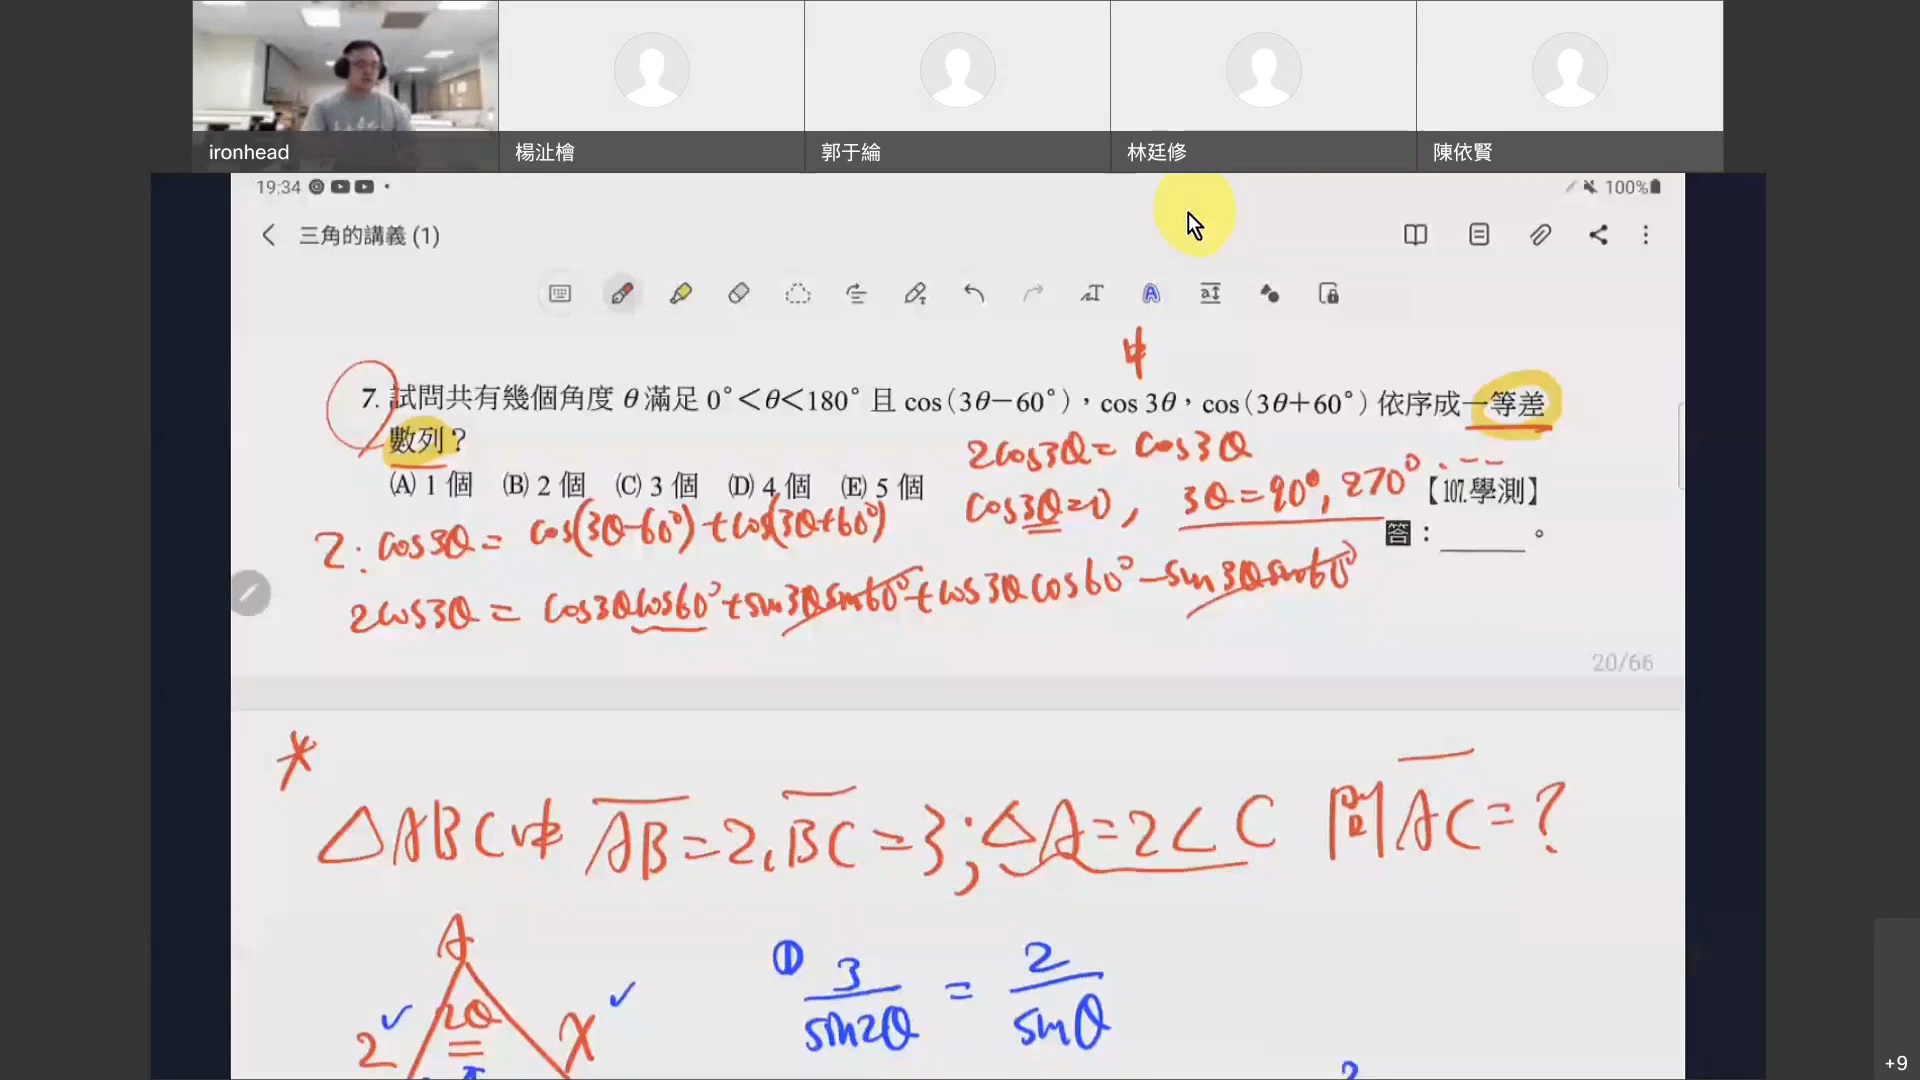 ironhead
楊沚檜
郭于綸
林廷修
陳依賢
19:34
100%
三角的講義 (1)
中
7. 試問共有幾個角度 θ 滿足 0°<θ<180° 且 cos(3θ−60°),cos 3θ,cos(3θ+60°) 依序成一等差
數列?
2cos3θ = cos3θ
(A) 1 個 (B) 2 個 (C) 3 個 (D) 4 個 (E) 5 個
cos3θ=0, 3θ=90°, 270° . - -
【107.學測】
2·cos3θ = cos(3θ-60°)+cos(3θ+60°)
答:______。
2cos3θ = cos3θcos60°+sin3θsin60°+cos3θcos60°−sin3θsin60°
20/66
*
△ABC中 AB=2, BC=3; △A=2∠C 問AC=?
A
① 3/sin2θ = 2/sinθ
2θ
2
x
+9